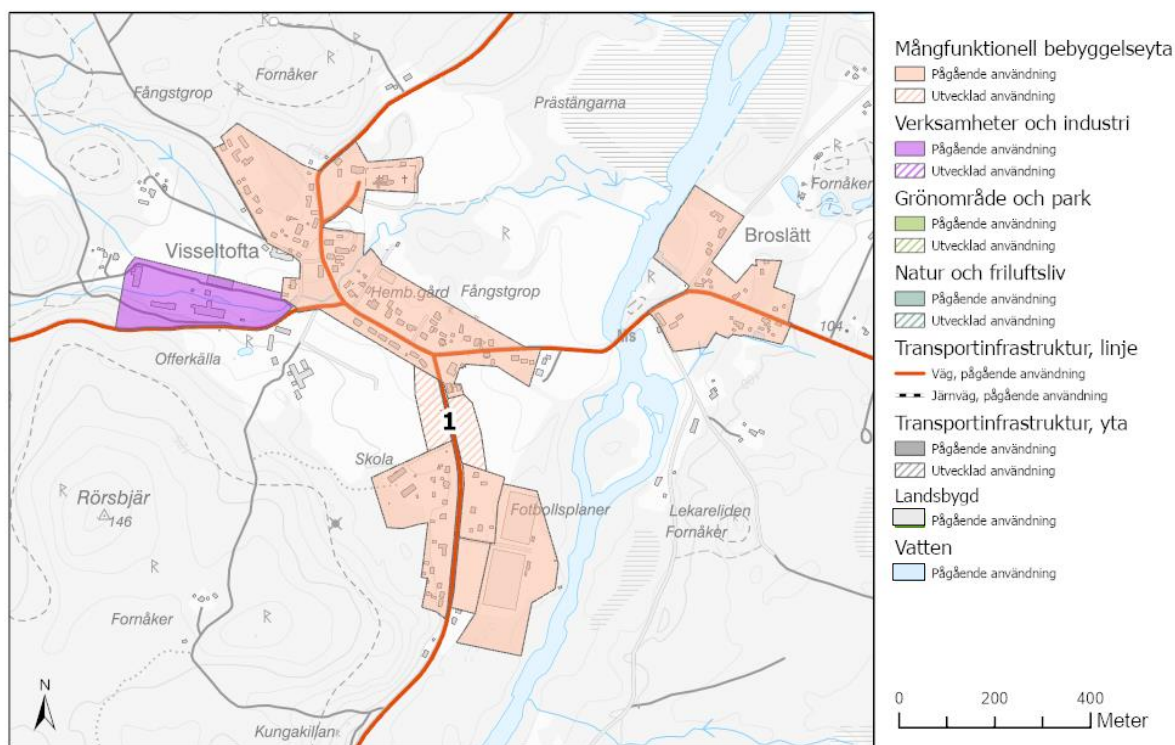 Fornåker
Fångstgrop
Prästängarna
Fornåker
Visseltofta
Broslätt
Hemb.gård
Fångstgrop
104
Offerkälla
1
Skola
Rörsbjär
146
Fotbollsplaner
Lekareliden
Fornåker
Fornåker
N
Kungakällan
Mångfunktionell bebyggelseyta
Pågående användning
Utvecklad användning
Verksamheter och industri
Pågående användning
Utvecklad användning
Grönområde och park
Pågående användning
Utvecklad användning
Natur och friluftsliv
Pågående användning
Utvecklad användning
Transportinfrastruktur, linje
Väg, pågående användning
Järnväg, pågående användning
Transportinfrastruktur, yta
Pågående användning
Utvecklad användning
Landsbygd
Pågående användning
Vatten
Pågående användning
0 200 400
Meter